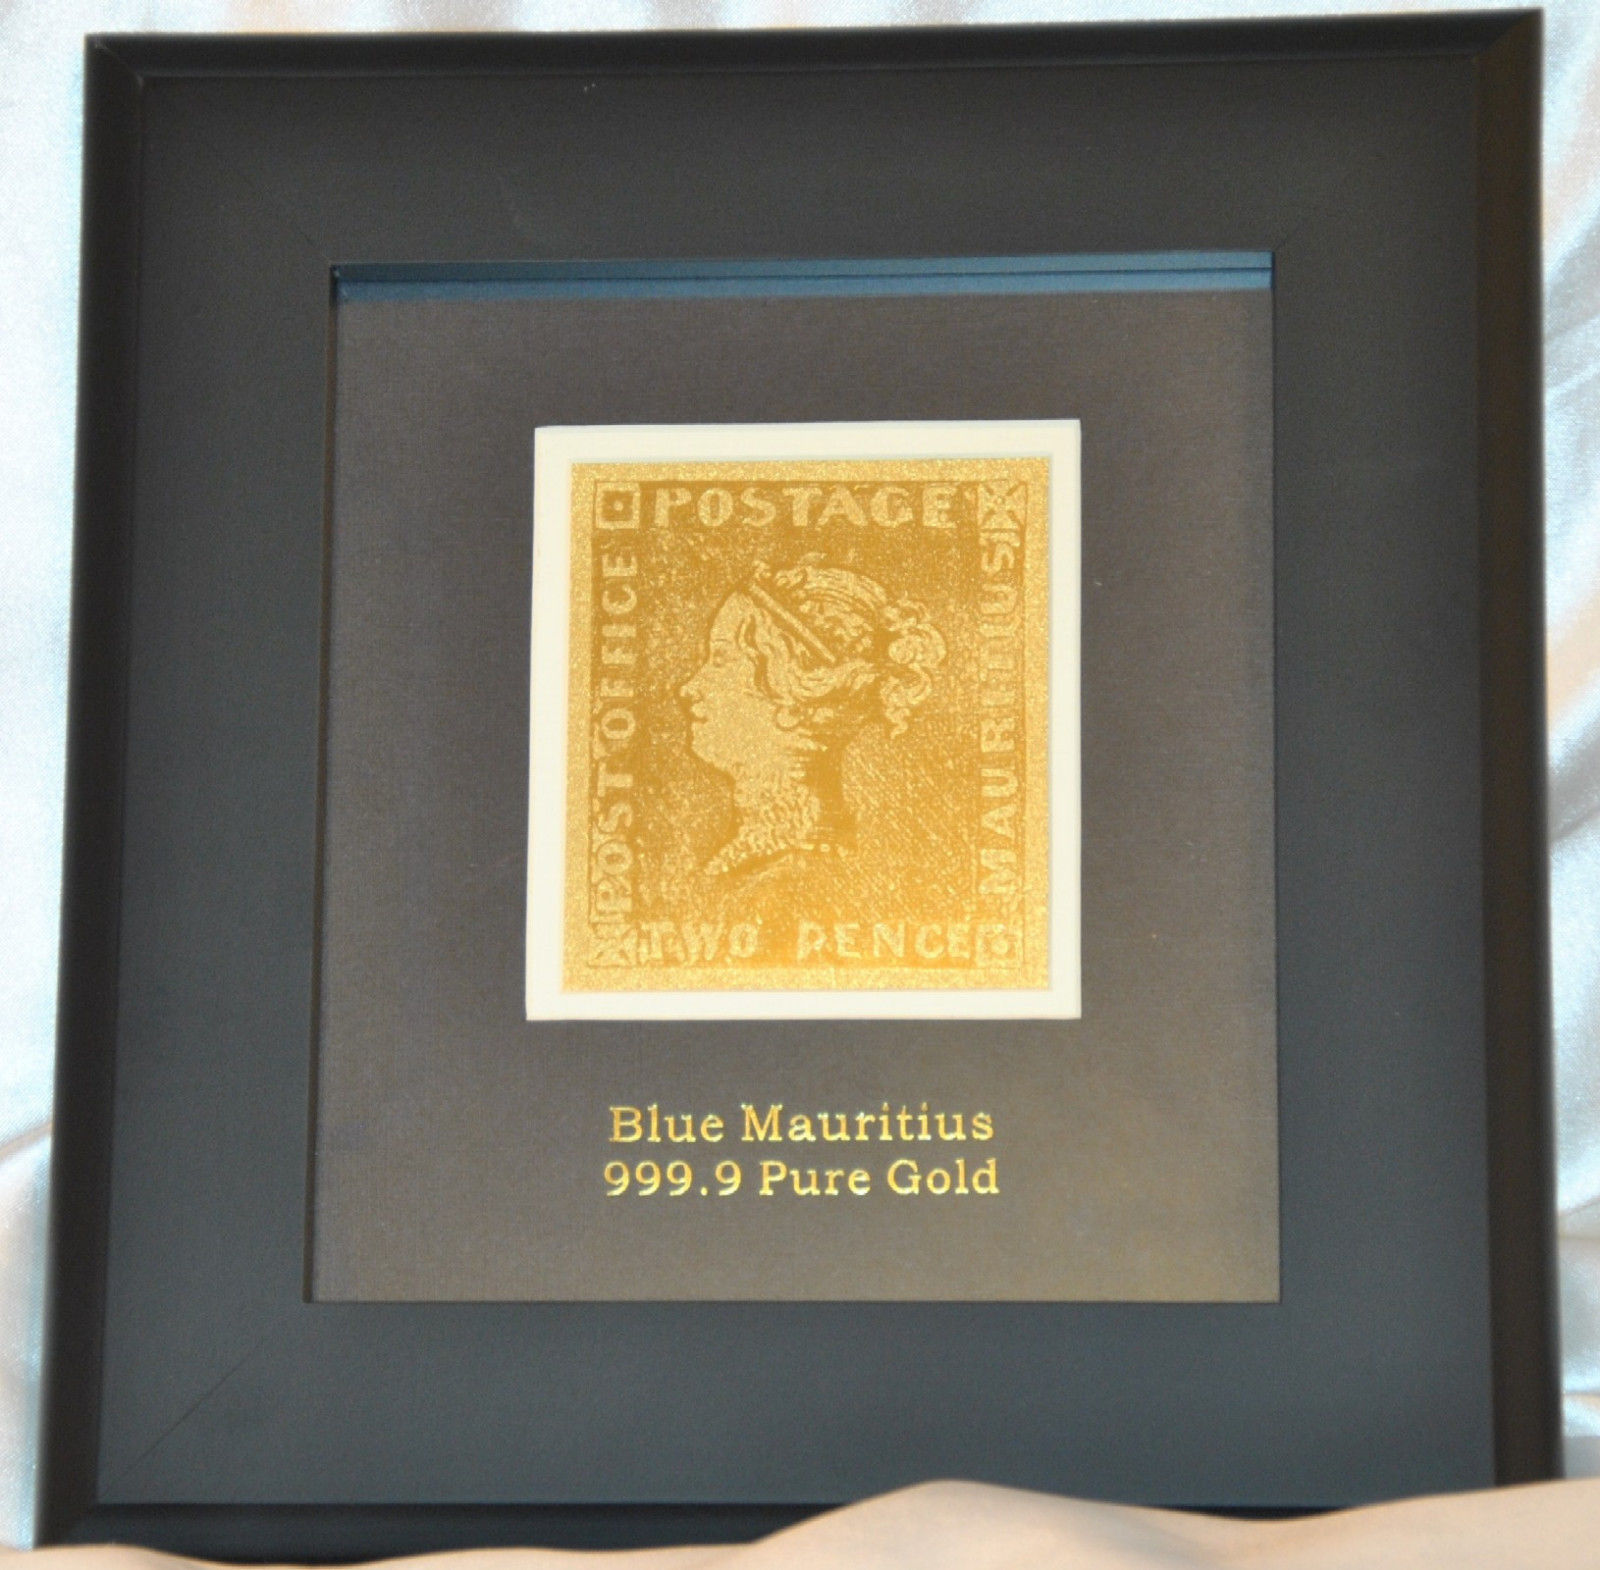 POSTAGE
POST OFFICE
MAURITIUS
TWO PENCE
Blue Mauritius
999.9 Pure Gold